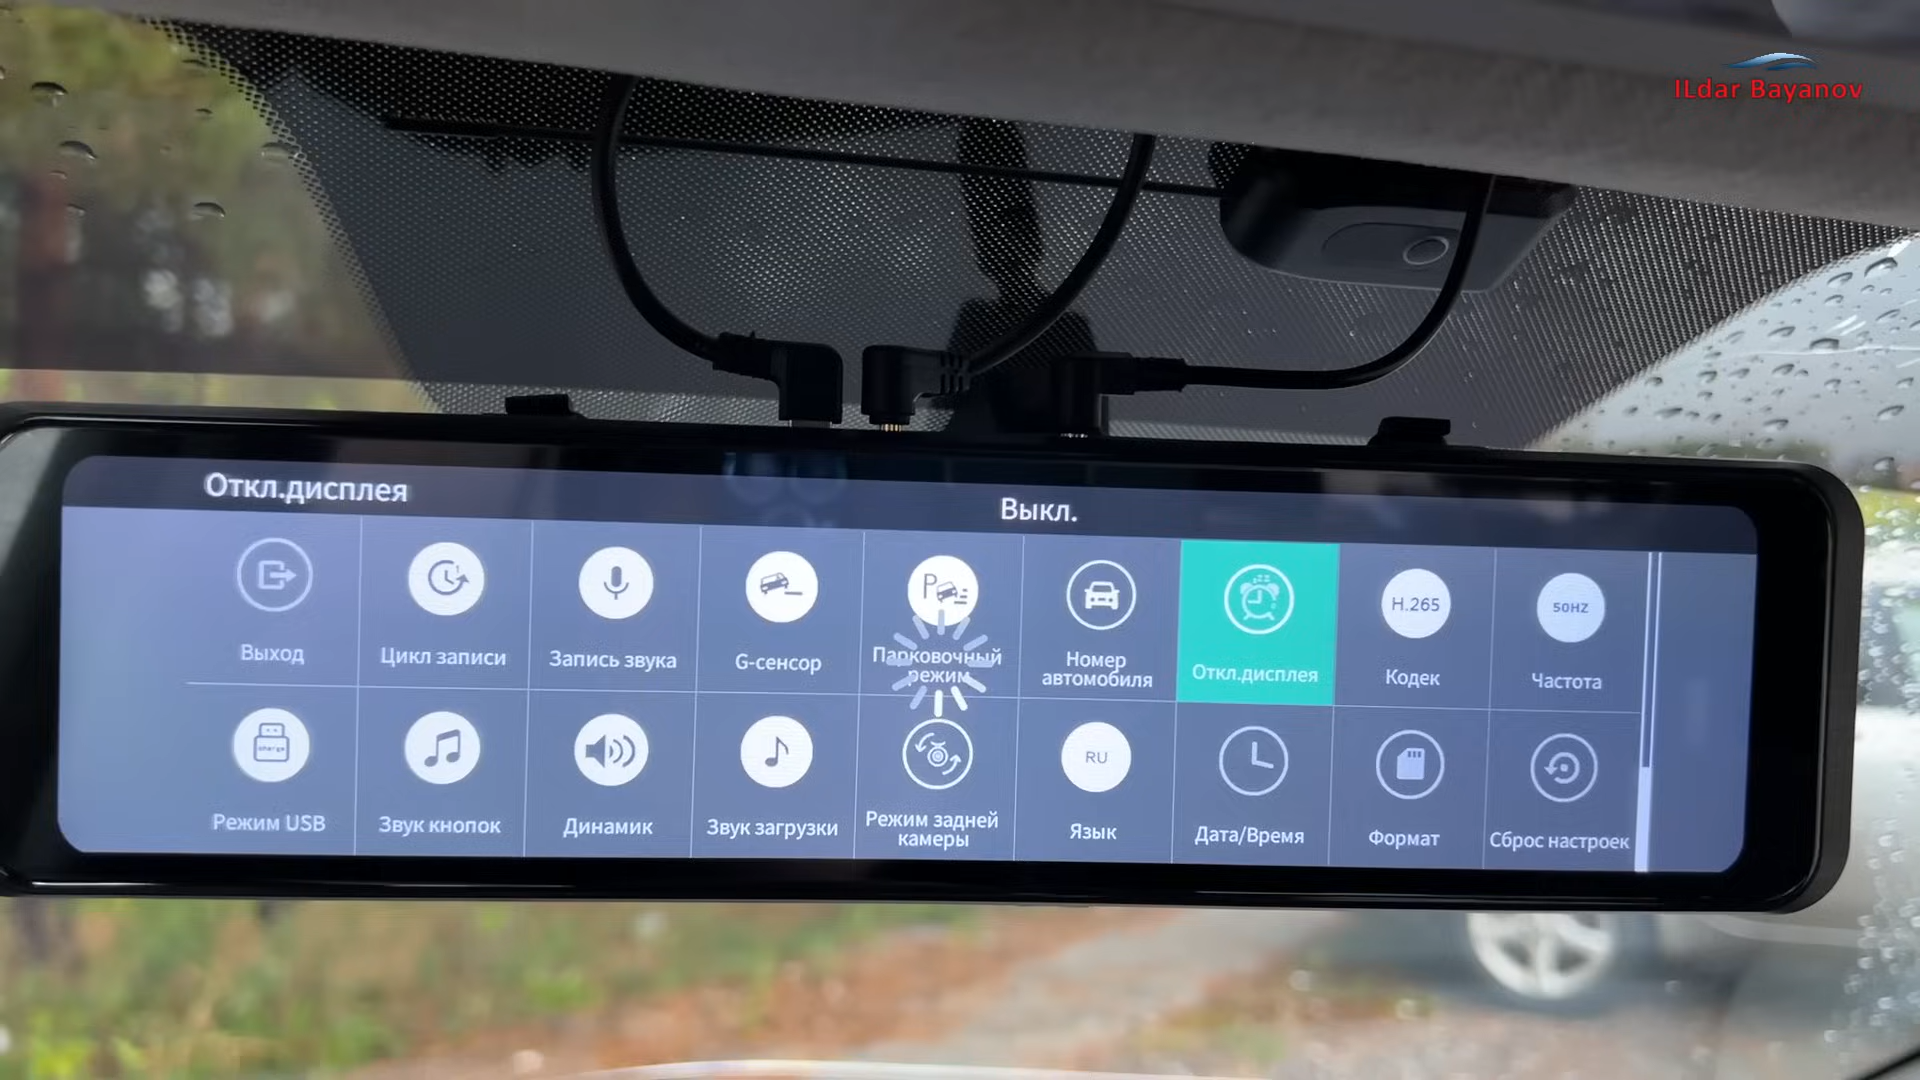 ILdar Bayanov
Откл.дисплея
Выкл.
P
H.265
50HZ
Выход
Цикл записи
Запись звука
G-сенсор
Парковочный
режим
Номер
автомобиля
Откл.дисплея
Кодек
Частота
charge
RU
Режим USB
Звук кнопок
Динамик
Звук загрузки
Режим задней
камеры
Язык
Дата/Время
Формат
Сброс настроек